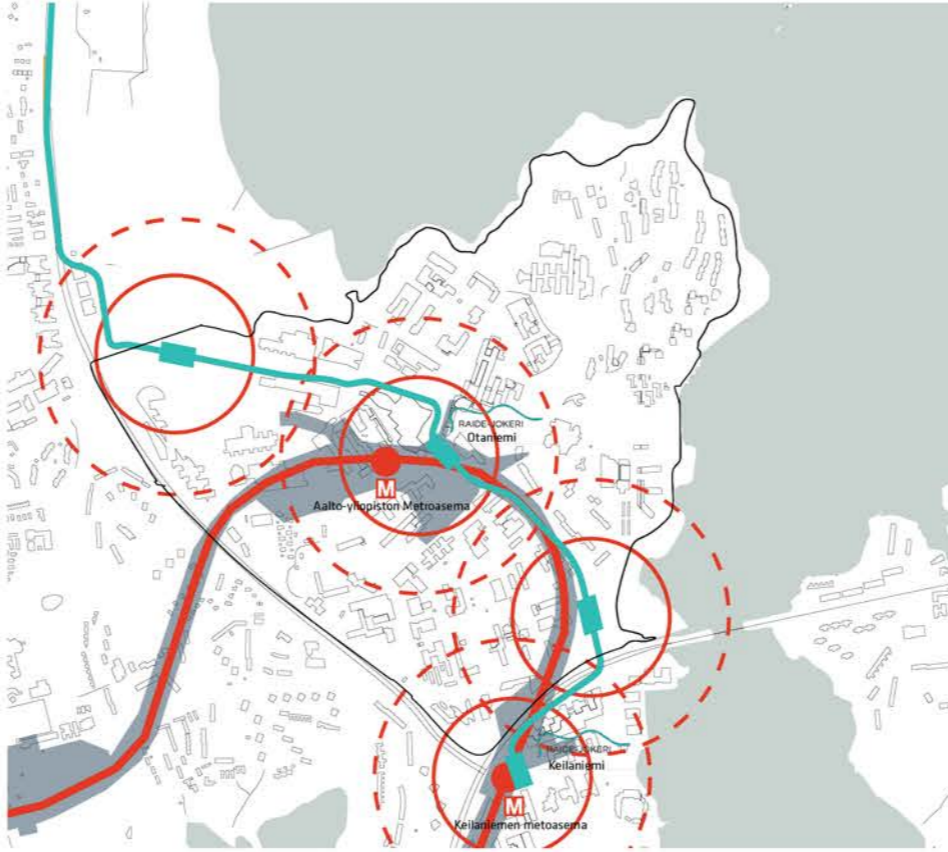 RAIDE-JOKERI
Otaniemi
M
Aalto-yliopiston Metroasema
RAIDE-JOKERI
Keilaniemi
M
Keilaniemen metoasema